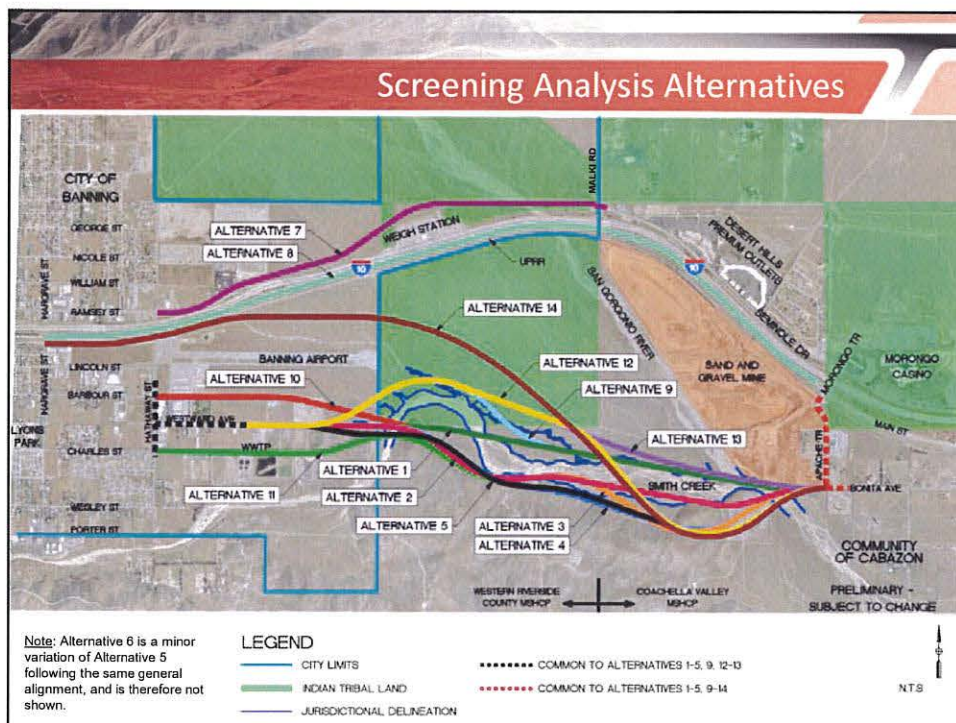 Screening Analysis Alternatives
CITY OF
BANNING
GEORGE ST
NICOLE ST
WILLIAM ST
RAMSEY ST
HARGRAVE ST
LINCOLN ST
BARBOUR ST
HARGRAVE ST
HATHAWAY ST
WESTWARD AVE
LYONS
PARK
CHARLES ST
WWTP
WESLEY ST
PORTER ST
ALTERNATIVE 7
ALTERNATIVE 8
WEIGH STATION
10
UPRR
MALKI RD
ALTERNATIVE 14
BANNING AIRPORT
ALTERNATIVE 10
ALTERNATIVE 12
ALTERNATIVE 9
ALTERNATIVE 13
ALTERNATIVE 1
ALTERNATIVE 11
ALTERNATIVE 2
ALTERNATIVE 5
ALTERNATIVE 3
ALTERNATIVE 4
SMITH CREEK
SAN GORGONIO RIVER
SAND AND
GRAVEL MINE
DESERT HILLS
PREMIUM OUTLETS
10
SEMINOLE DR
MORONGO TR
MORONGO
CASINO
MAIN ST
APACHE TR
BONITA AVE
COMMUNITY
OF CABAZON
WESTERN RIVERSIDE
COUNTY MSHCP
COACHELLA VALLEY
MSHCP
PRELIMINARY -
SUBJECT TO CHANGE
Note: Alternative 6 is a minor
variation of Alternative 5
following the same general
alignment, and is therefore not
shown.
LEGEND
CITY LIMITS
INDIAN TRIBAL LAND
JURISDICTIONAL DELINEATION
COMMON TO ALTERNATIVES 1-5, 9, 12-13
COMMON TO ALTERNATIVES 1-5, 9-14
N.T.S